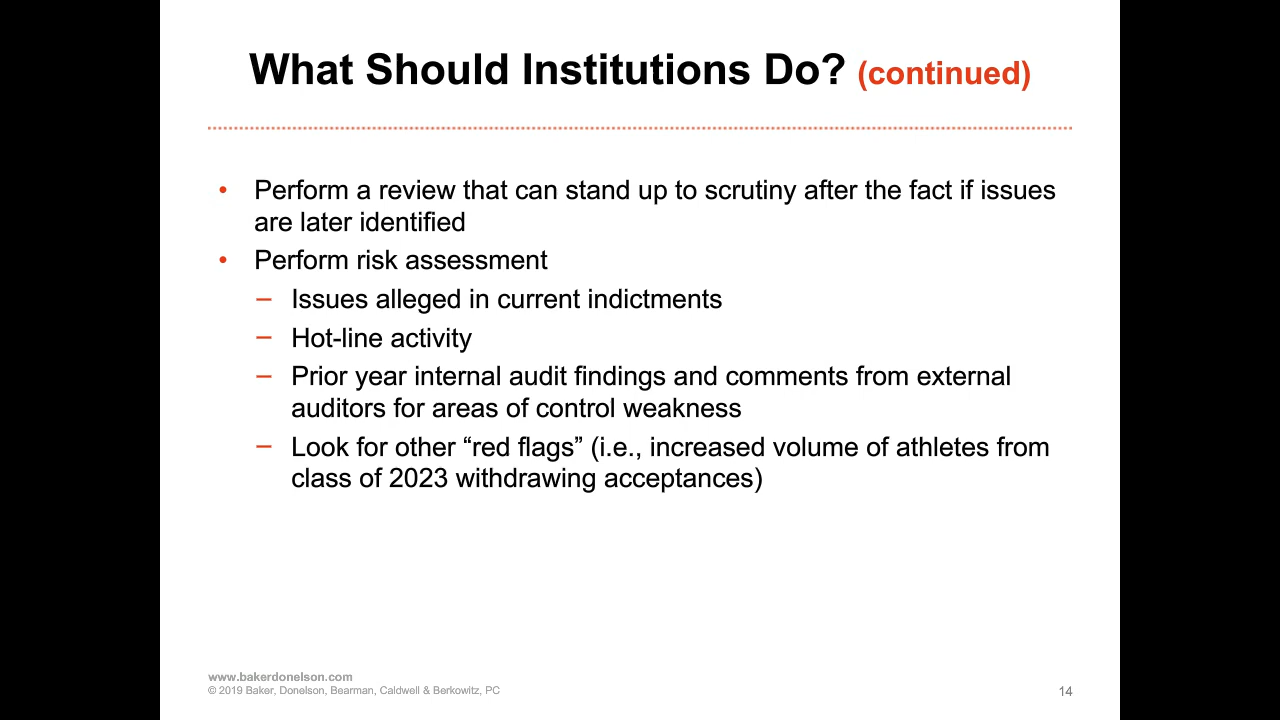 What Should Institutions Do? (continued)
• Perform a review that can stand up to scrutiny after the fact if issues
are later identified
• Perform risk assessment
– Issues alleged in current indictments
– Hot-line activity
– Prior year internal audit findings and comments from external
auditors for areas of control weakness
– Look for other “red flags” (i.e., increased volume of athletes from
class of 2023 withdrawing acceptances)
www.bakerdonelson.com
© 2019 Baker, Donelson, Bearman, Caldwell & Berkowitz, PC
14